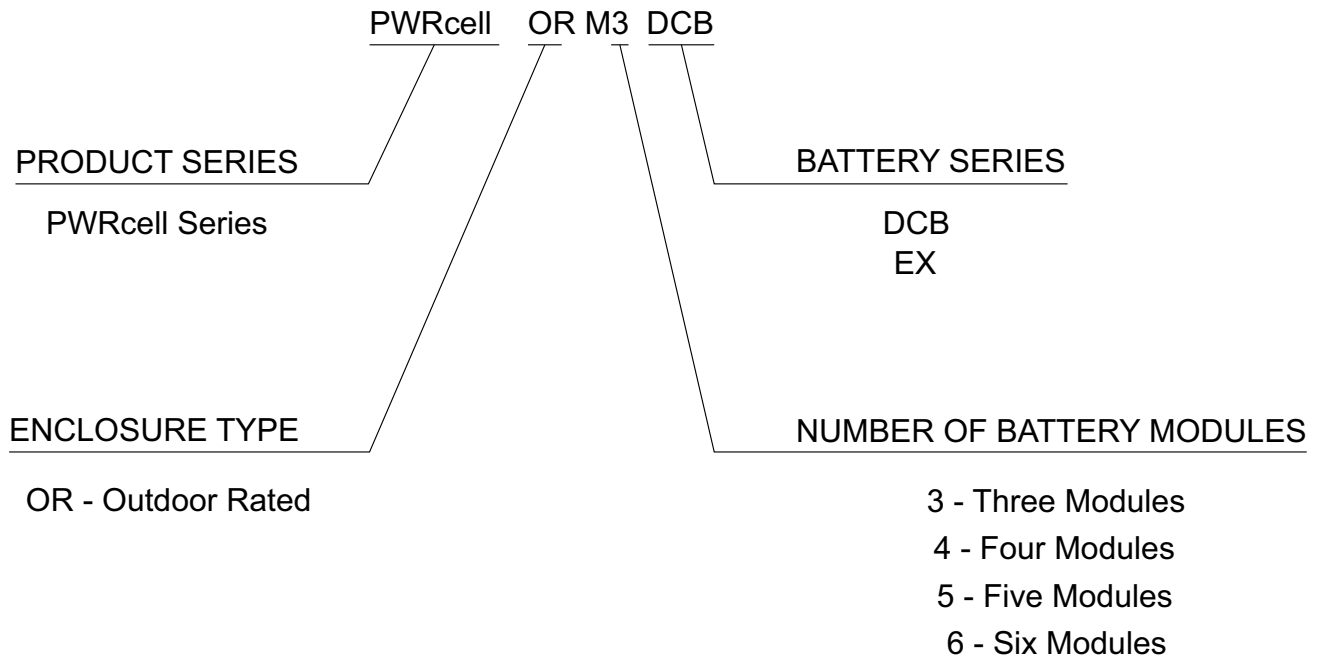 PWRcell OR M3 DCB
PRODUCT SERIES
PWRcell Series
BATTERY SERIES
DCB
EX
ENCLOSURE TYPE
OR - Outdoor Rated
NUMBER OF BATTERY MODULES
3 - Three Modules
4 - Four Modules
5 - Five Modules
6 - Six Modules